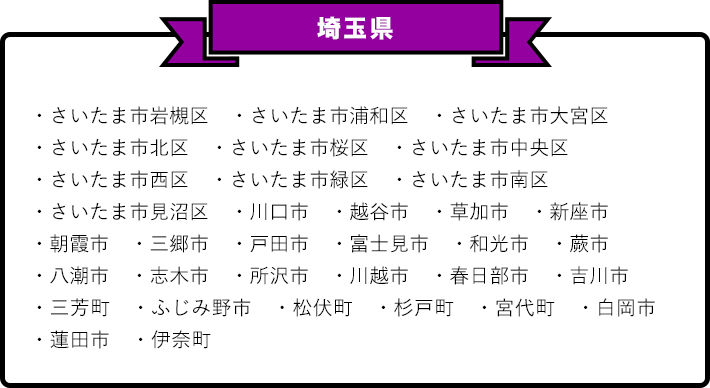 埼玉県
・さいたま市岩槻区　・さいたま市浦和区　・さいたま市大宮区
・さいたま市北区　・さいたま市桜区　・さいたま市中央区
・さいたま市西区　・さいたま市緑区　・さいたま市南区
・さいたま市見沼区　・川口市　・越谷市　・草加市　・新座市
・朝霞市　・三郷市　・戸田市　・富士見市　・和光市　・蕨市
・八潮市　・志木市　・所沢市　・川越市　・春日部市　・吉川市
・三芳町　・ふじみ野市　・松伏町　・杉戸町　・宮代町　・白岡市
・蓮田市　・伊奈町